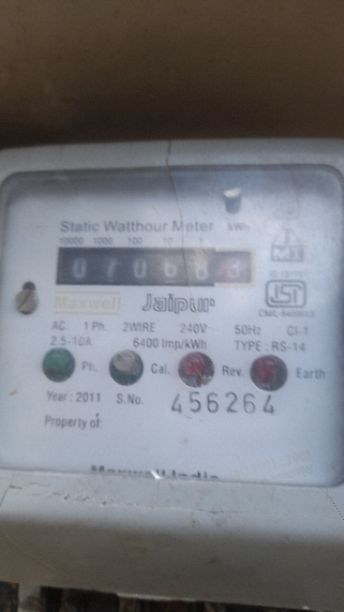 Static Watthour Meter kWh
10000 1000 100 10 1
Maxwell Jaipur
AC 1 Ph. 2WIRE 240V~ 50Hz Cl-1
2.5-10A 6400 Imp/kWh TYPE : RS-14
Ph. Cal. Rev. Earth
Year : 2011 S.No. 456264
Property of :